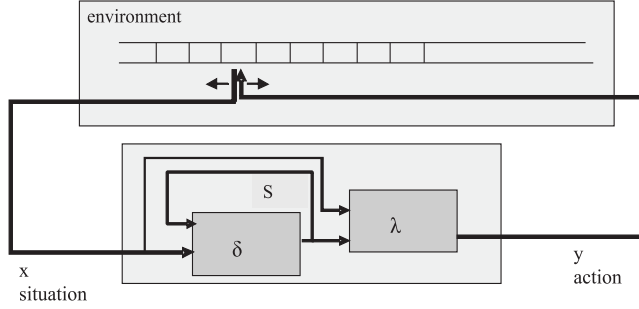 environment
S
λ
δ
x
situation
y
action